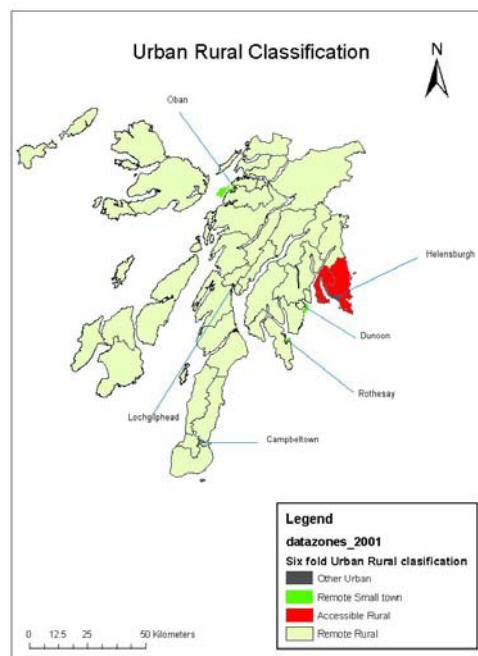 Urban Rural Classification
N
Oban
Helensburgh
Dunoon
Rothesay
Lochgilphead
Campbeltown
Legend
datazones_2001
Six fold Urban Rural clasification
Other Urban
Remote Small town
Accessible Rural
Remote Rural
0 12.5 25 50 Kilometers